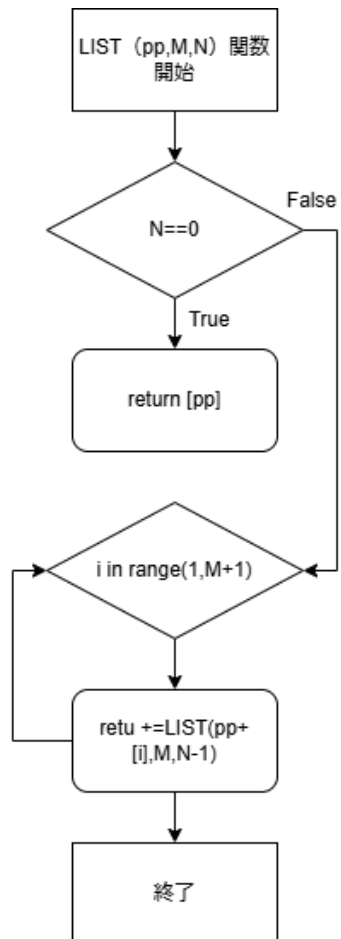 LIST（pp,M,N）関数
開始
False
N==0
True
return [pp]
i in range(1,M+1)
retu +=LIST(pp+
[i],M,N-1)
終了